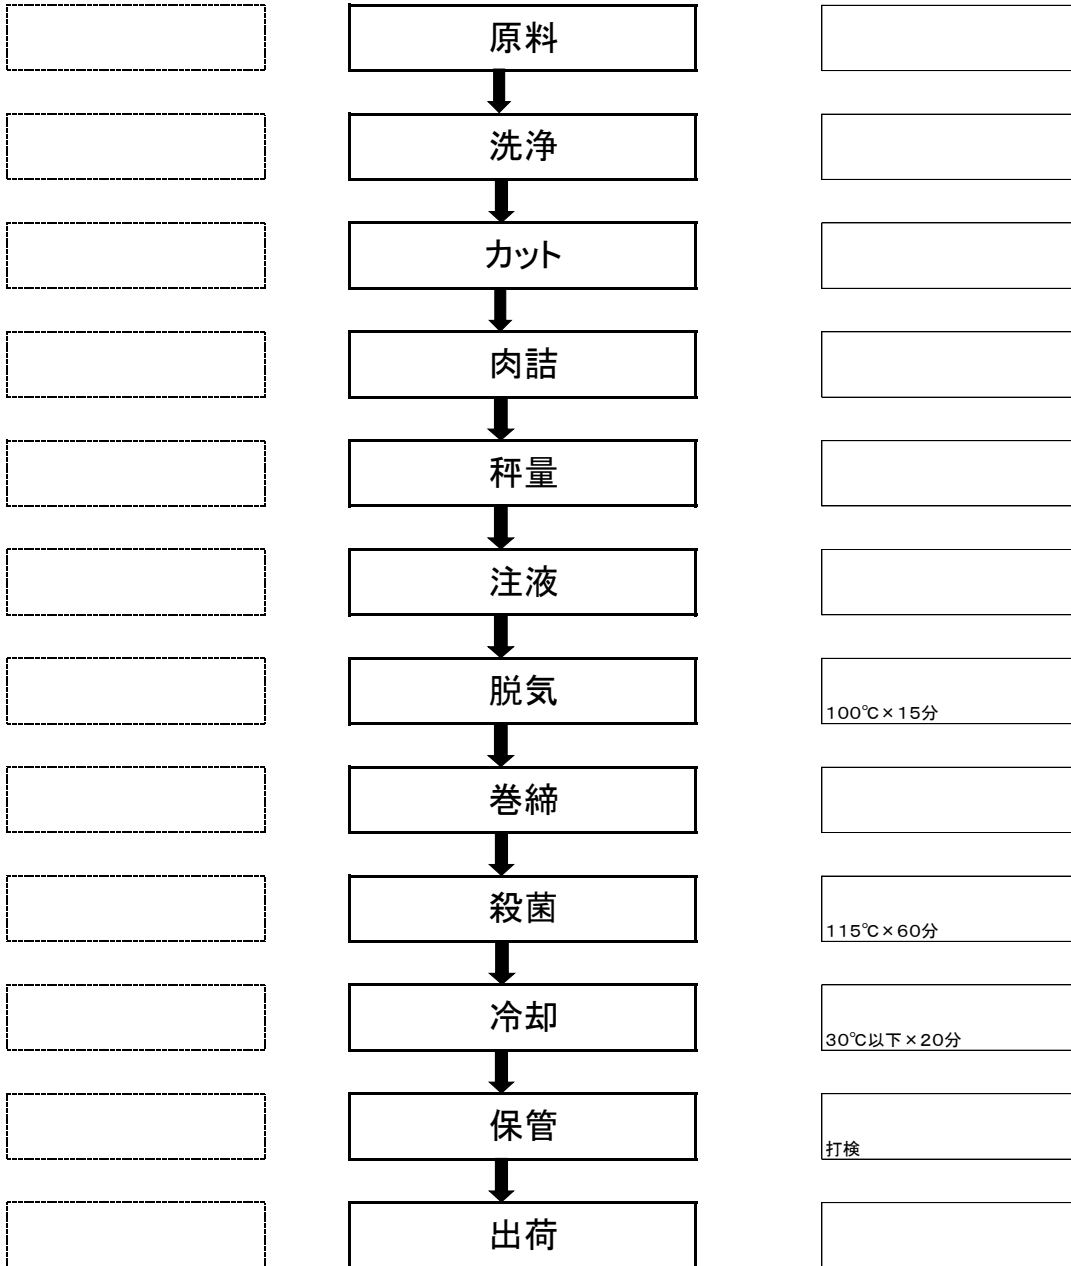 原料
洗浄
カット
肉詰
秤量
注液
脱気
100℃×15分
巻締
殺菌
115℃×60分
冷却
30℃以下×20分
保管
打検
出荷